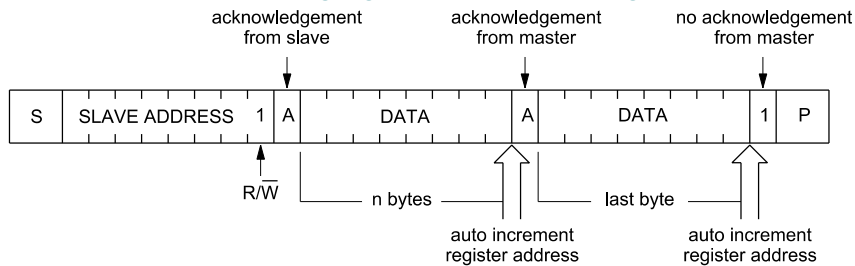 acknowledgement
from slave
acknowledgement
from master
no acknowledgement
from master
S SLAVE ADDRESS 1 A DATA A DATA 1 P
R/W̅
n bytes
last byte
auto increment
register address
auto increment
register address